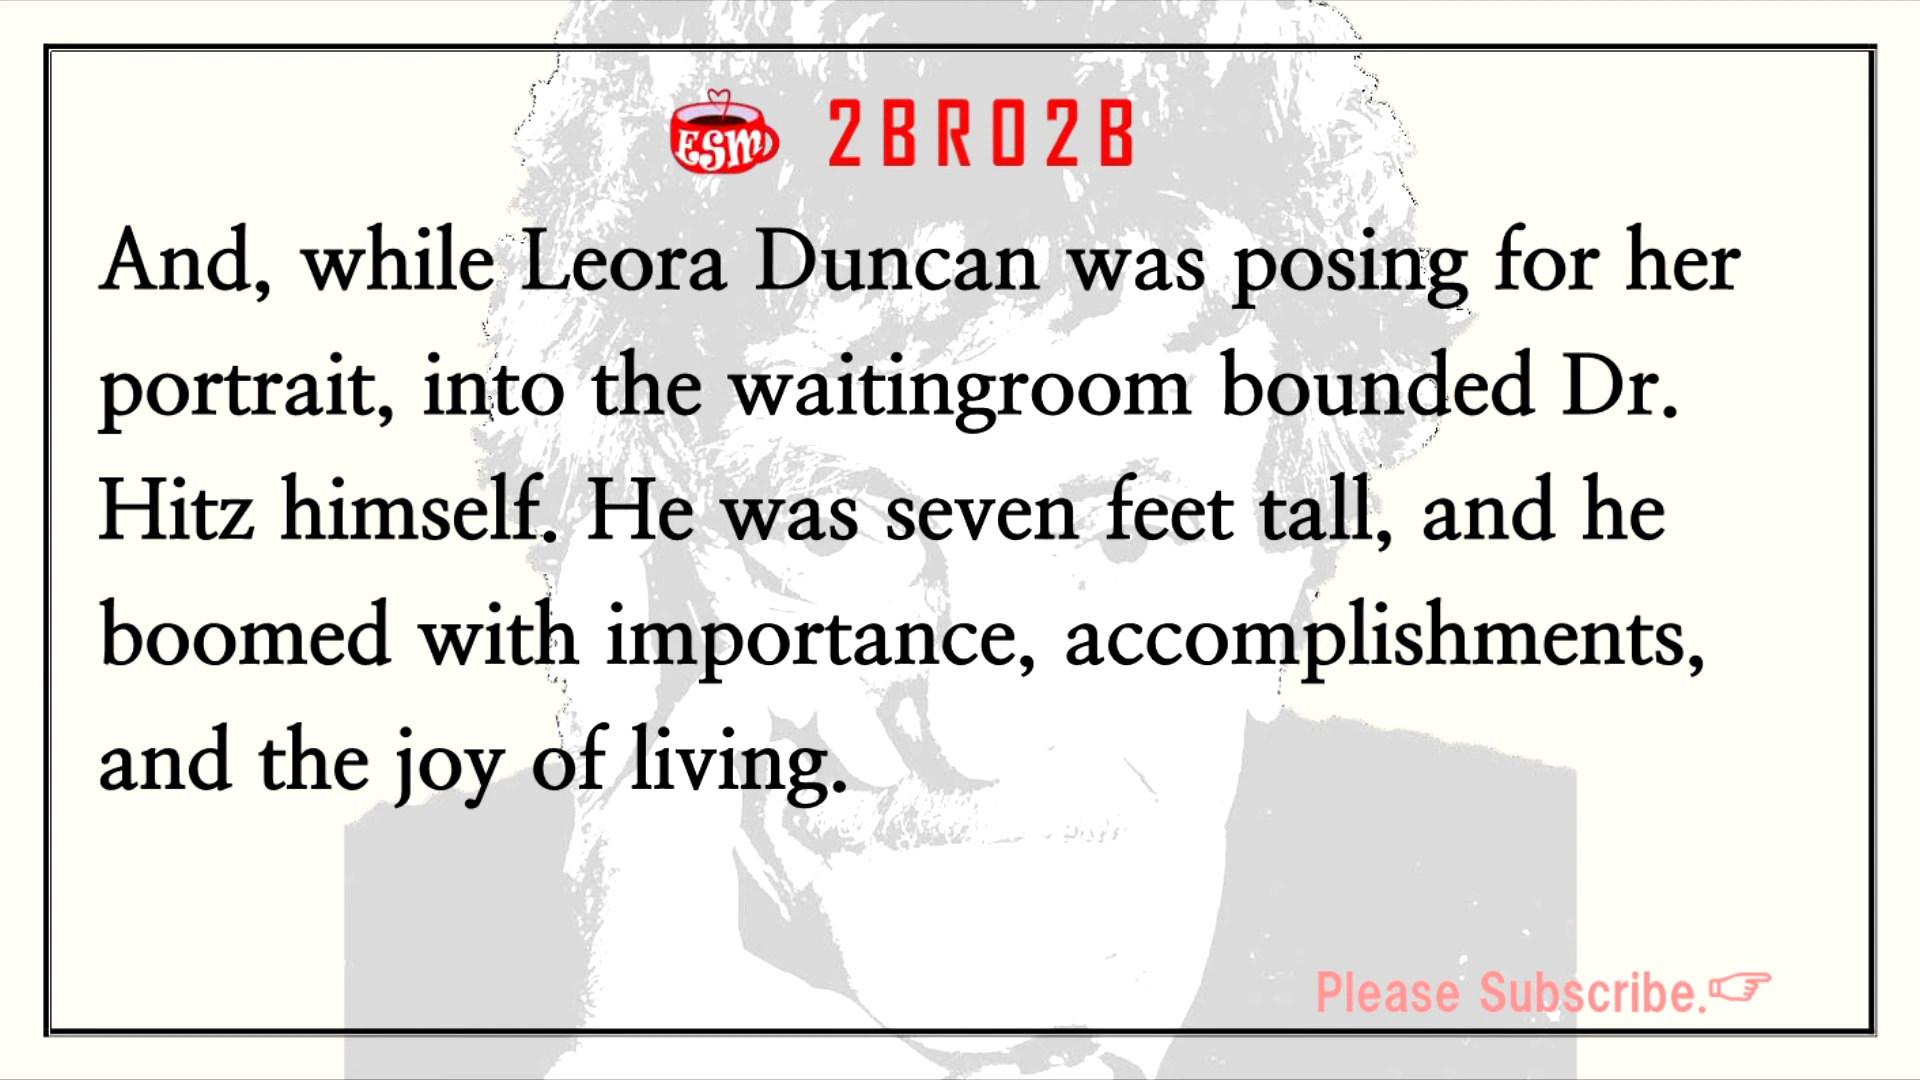 ESM 2BR02B
And, while Leora Duncan was posing for her
portrait, into the waitingroom bounded Dr.
Hitz himself. He was seven feet tall, and he
boomed with importance, accomplishments,
and the joy of living.
Please Subscribe.